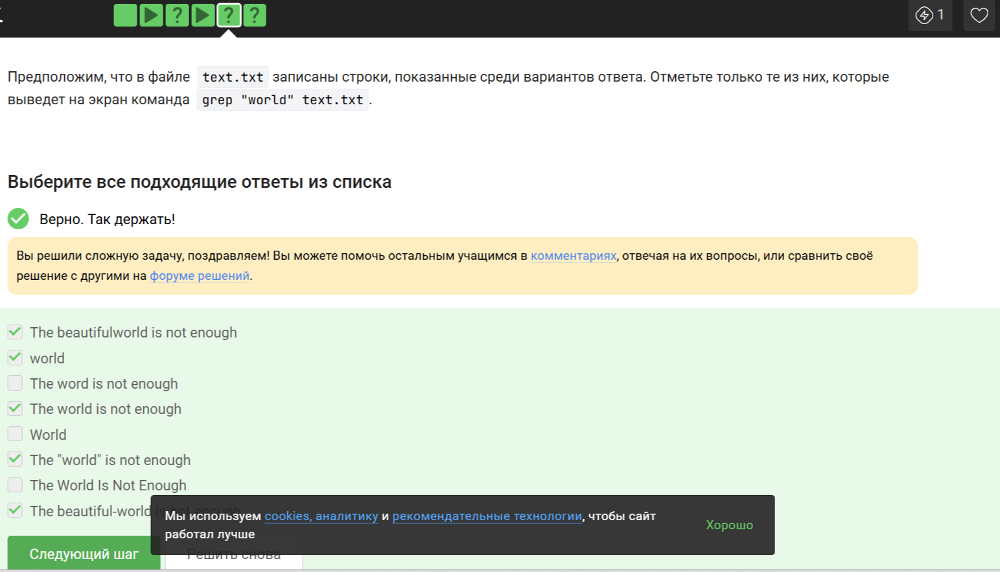 ? ? ?
1
Предположим, что в файле text.txt записаны строки, показанные среди вариантов ответа. Отметьте только те из них, которые
выведет на экран команда grep "world" text.txt.
Выберите все подходящие ответы из списка
Верно. Так держать!
Вы решили сложную задачу, поздравляем! Вы можете помочь остальным учащимся в комментариях, отвечая на их вопросы, или сравнить своё
решение с другими на форуме решений.
The beautifulworld is not enough
world
The word is not enough
The world is not enough
World
The "world" is not enough
The World Is Not Enough
The beautiful-world is not enough
Мы используем cookies, аналитику и рекомендательные технологии, чтобы сайт
работал лучше
Хорошо
Следующий шаг
Решить снова